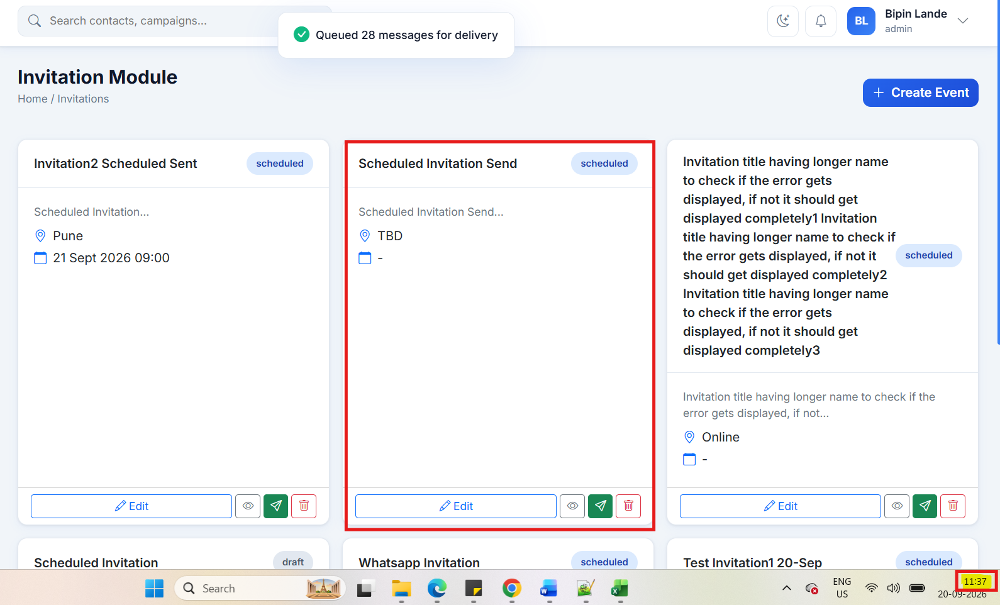 Search contacts, campaigns...
Queued 28 messages for delivery
BL
Bipin Lande
admin
Invitation Module
Home / Invitations
+ Create Event
Invitation2 Scheduled Sent
scheduled
Scheduled Invitation...
Pune
21 Sept 2026 09:00
Edit
Scheduled Invitation Send
scheduled
Scheduled Invitation Send...
TBD
-
Edit
Invitation title having longer name
to check if the error gets
displayed, if not it should get
displayed completely1 Invitation
title having longer name to check if
the error gets displayed, if not it
should get displayed completely2
Invitation title having longer name
to check if the error gets
displayed, if not it should get
displayed completely3
scheduled
Invitation title having longer name to check if the
error gets displayed, if not...
Online
-
Edit
Scheduled Invitation
draft
Whatsapp Invitation
scheduled
Test Invitation1 20-Sep
scheduled
Search
ENG
US
11:37
20-09-2026